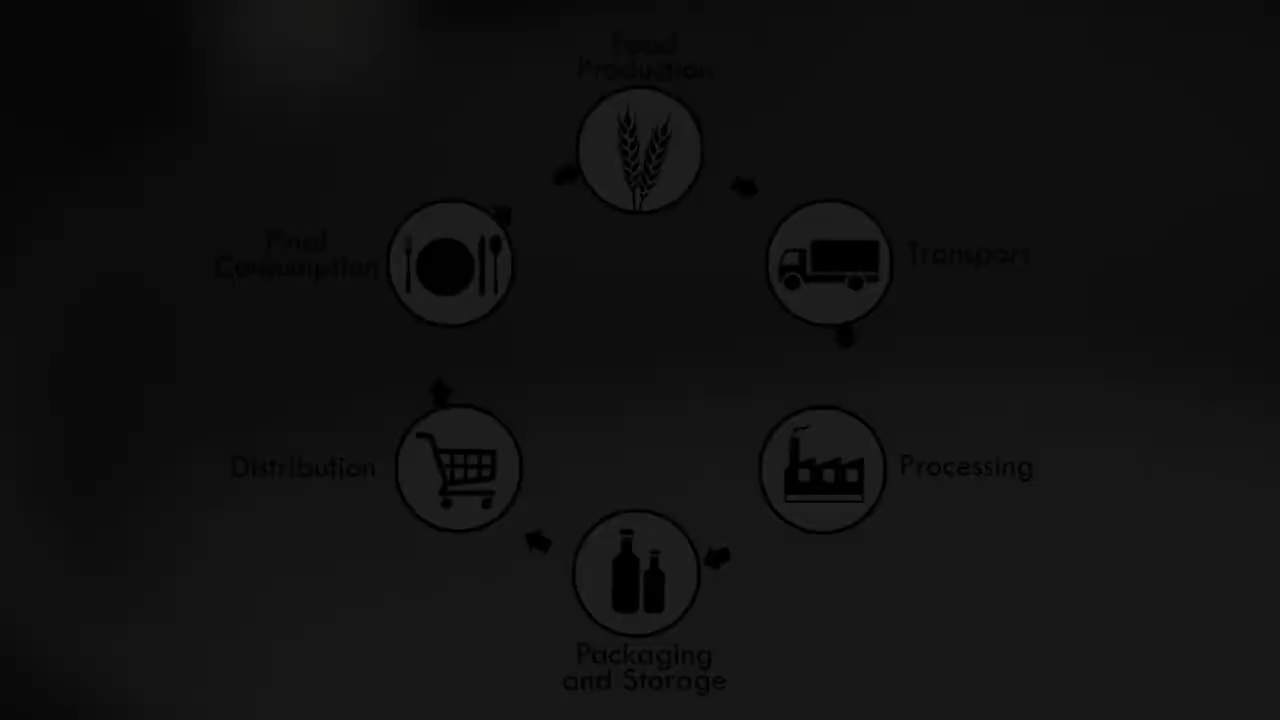 Food
Production
Transport
Processing
Packaging
and Storage
Distribution
Final
Consumption